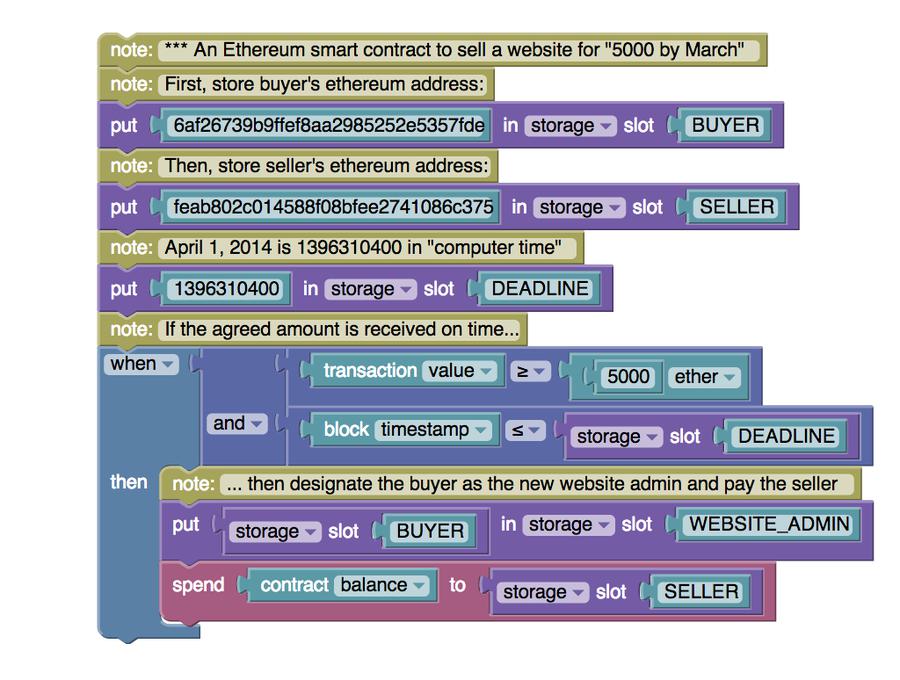 note: *** An Ethereum smart contract to sell a website for "5000 by March"
note: First, store buyer's ethereum address:
put 6af26739b9ffef8aa2985252e5357fde in storage slot BUYER
note: Then, store seller's ethereum address:
put feab802c014588f08bfee2741086c375 in storage slot SELLER
note: April 1, 2014 is 1396310400 in "computer time"
put 1396310400 in storage slot DEADLINE
note: If the agreed amount is received on time...
when transaction value ≥ 5000 ether
and block timestamp ≤ storage slot DEADLINE
then note: ... then designate the buyer as the new website admin and pay the seller
put storage slot BUYER in storage slot WEBSITE_ADMIN
spend contract balance to storage slot SELLER